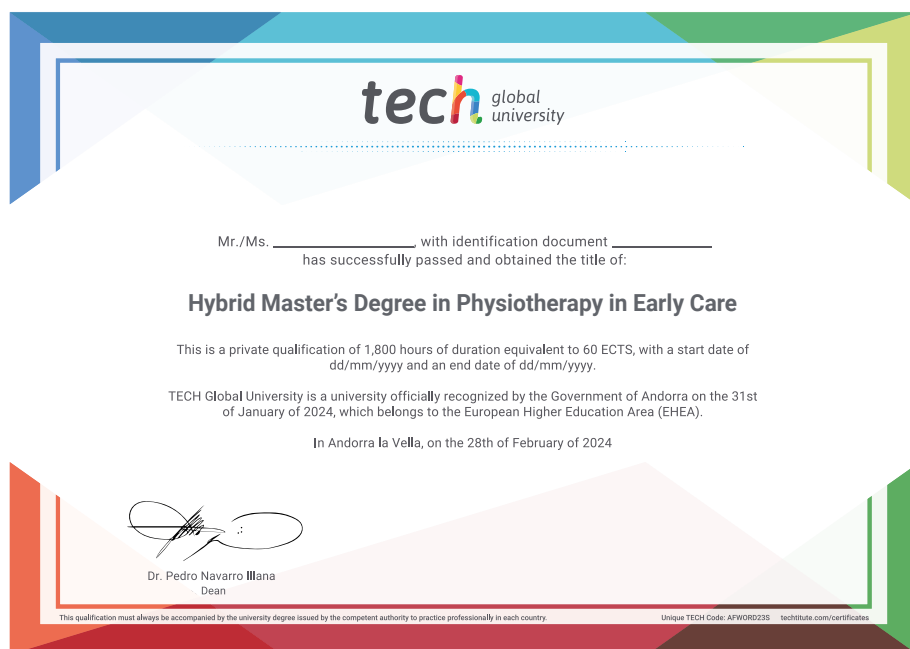 tech global
university
Mr./Ms. ____________________, with identification document ______________
has successfully passed and obtained the title of:
Hybrid Master’s Degree in Physiotherapy in Early Care
This is a private qualification of 1,800 hours of duration equivalent to 60 ECTS, with a start date of
dd/mm/yyyy and an end date of dd/mm/yyyy.
TECH Global University is a university officially recognized by the Government of Andorra on the 31st
of January of 2024, which belongs to the European Higher Education Area (EHEA).
In Andorra la Vella, on the 28th of February of 2024
Dr. Pedro Navarro Illana
Dean
This qualification must always be accompanied by the university degree issued by the competent authority to practice professionally in each country.
Unique TECH Code: AFWORD23S techtitute.com/certificates